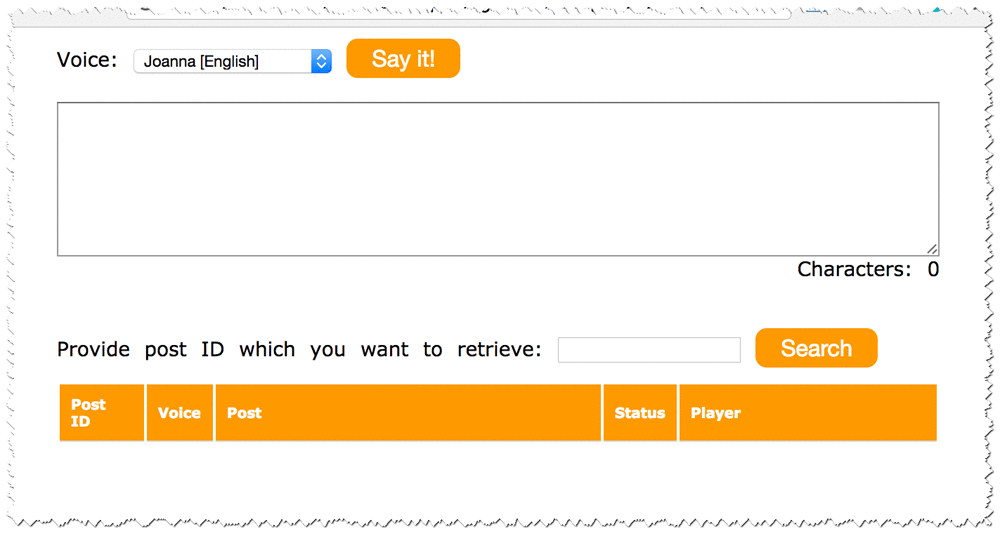 Voice: Joanna [English] Say it!
Characters: 0
Provide post ID which you want to retrieve: Search
Post ID Voice Post Status Player